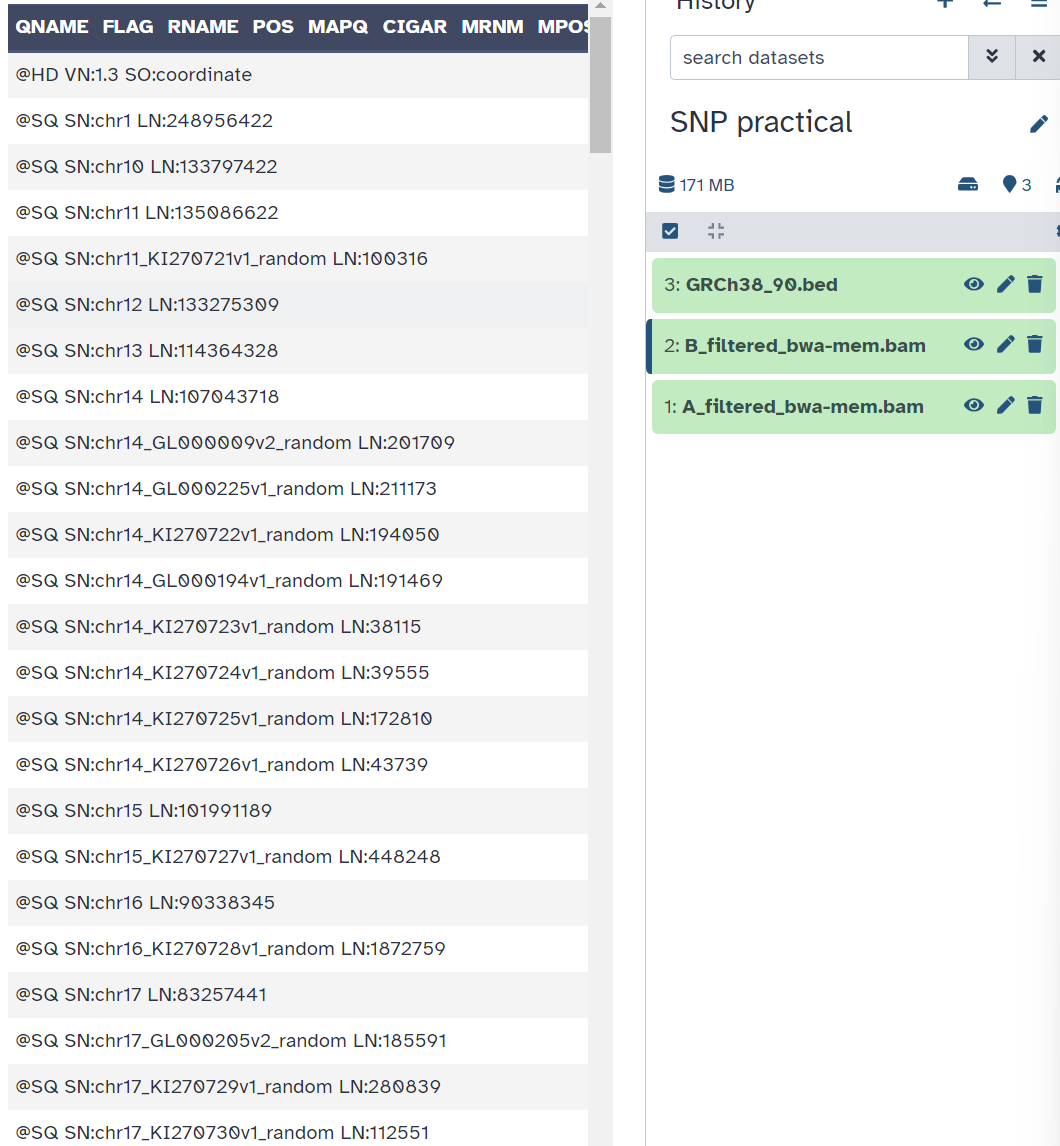 QNAME FLAG RNAME POS MAPQ CIGAR MRNM MPOS
@HD VN:1.3 SO:coordinate
@SQ SN:chr1 LN:248956422
@SQ SN:chr10 LN:133797422
@SQ SN:chr11 LN:135086622
@SQ SN:chr11_KI270721v1_random LN:100316
@SQ SN:chr12 LN:133275309
@SQ SN:chr13 LN:114364328
@SQ SN:chr14 LN:107043718
@SQ SN:chr14_GL000009v2_random LN:201709
@SQ SN:chr14_GL000225v1_random LN:211173
@SQ SN:chr14_KI270722v1_random LN:194050
@SQ SN:chr14_GL000194v1_random LN:191469
@SQ SN:chr14_KI270723v1_random LN:38115
@SQ SN:chr14_KI270724v1_random LN:39555
@SQ SN:chr14_KI270725v1_random LN:172810
@SQ SN:chr14_KI270726v1_random LN:43739
@SQ SN:chr15 LN:101991189
@SQ SN:chr15_KI270727v1_random LN:448248
@SQ SN:chr16 LN:90338345
@SQ SN:chr16_KI270728v1_random LN:1872759
@SQ SN:chr17 LN:83257441
@SQ SN:chr17_GL000205v2_random LN:185591
@SQ SN:chr17_KI270729v1_random LN:280839
@SQ SN:chr17_KI270730v1_random LN:112551
History
search datasets
SNP practical
171 MB 3
3: GRCh38_90.bed
2: B_filtered_bwa-mem.bam
1: A_filtered_bwa-mem.bam